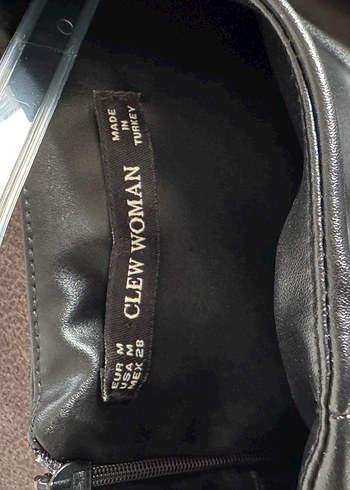 MADE
IN
TURKEY
CLEW WOMAN
EUR M
USA M
MEX 28